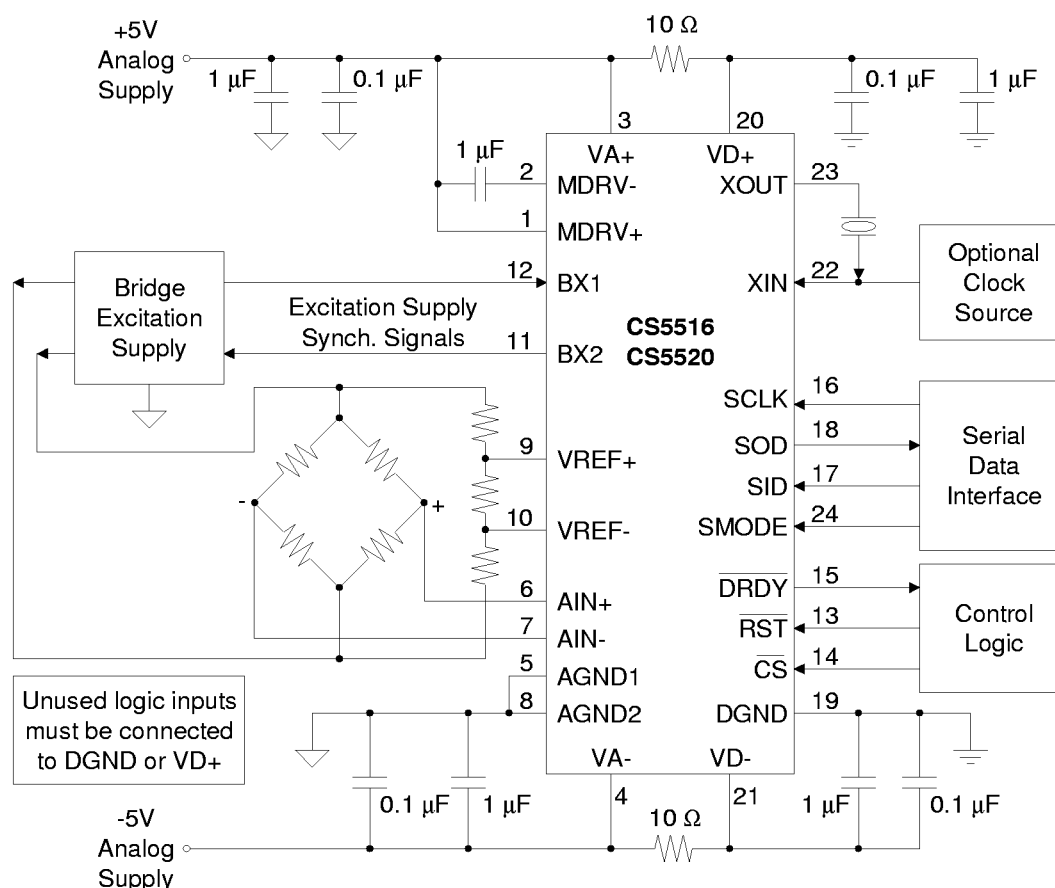 +5V
Analog
Supply
1 µF
0.1 µF
10 Ω
0.1 µF
1 µF
3
20
VA+
VD+
1 µF
2
MDRV-
XOUT
23
1
MDRV+
Bridge
Excitation
Supply
12
BX1
XIN
22
Optional
Clock
Source
Excitation Supply
Synch. Signals
11
BX2
CS5516
CS5520
SCLK
16
SOD
18
SID
17
SMODE
24
Serial
Data
Interface
9
VREF+
-
+
10
VREF-
6
AIN+
7
AIN-
5
AGND1
8
AGND2
D̅R̅D̅Y̅
15
R̅S̅T̅
13
C̅S̅
14
Control
Logic
DGND
19
Unused logic inputs
must be connected
to DGND or VD+
VA-
VD-
0.1 µF
1 µF
4
21
1 µF
0.1 µF
10 Ω
-5V
Analog
Supply